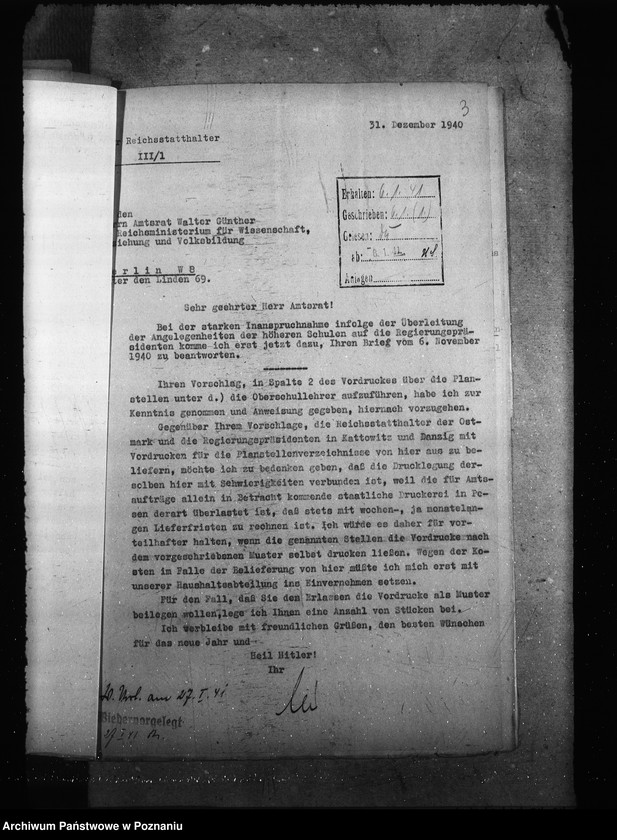 3
31. Dezember 1940
r Reichsstatthalter
III/1
den
rn Amtsrat Walter Günther
Reichsministerium für Wissenschaft,
iehung und Volksbildung
erlin W 8
ter den Linden 69.
Erhalten: 6.1.41
Geschrieben:
Gelesen:
ab:
Anlagen
Sehr geehrter Herr Amtsrat!
Bei der starken Inanspruchnahme infolge der Überleitung
der Angelegenheiten der höheren Schulen auf die Regierungsprä-
sidenten komme ich erst jetzt dazu, Ihren Brief vom 6. November
1940 zu beantworten.
Ihren Vorschlag, in Spalte 2 des Vordruckes über die Plan-
stellen unter d.) die Oberschullehrer aufzuführen, habe ich zur
Kenntnis genommen und Anweisung gegeben, hiernach vorzugehen.
Gegenüber Ihrem Vorschlage, die Reichsstatthalter der Ost-
mark und die Regierungspräsidenten in Kattowitz und Danzig mit
Vordrucken für die Planstellenverzeichnisse von hier aus zu be-
liefern, möchte ich zu bedenken geben, daß die Drucklegung der-
selben hier mit Schwierigkeiten verbunden ist, weil die für Amts-
aufträge allein in Betracht kommende staatliche Druckerei in Po-
sen derart überlastet ist, daß stets mit wochen-, ja monatelan-
gen Lieferfristen zu rechnen ist. Ich würde es daher für vor-
teilhafter halten, wenn die genannten Stellen die Vordrucke nach
dem vorgeschriebenen Muster selbst drucken ließen. Wegen der Ko-
sten im Falle der Belieferung von hier müßte ich mich erst mit
unserer Haushaltsabteilung ins Einvernehmen setzen.
Für den Fall, daß Sie den Erlassen die Vordrucke als Muster
beilegen wollen,lege ich Ihnen eine Anzahl von Stücken bei.
Ich verbleibe mit freundlichen Grüßen, den besten Wünschen
für das neue Jahr und
Heil Hitler!
Ihr
am 27.I.41
Archiwum Państwowe w Poznaniu